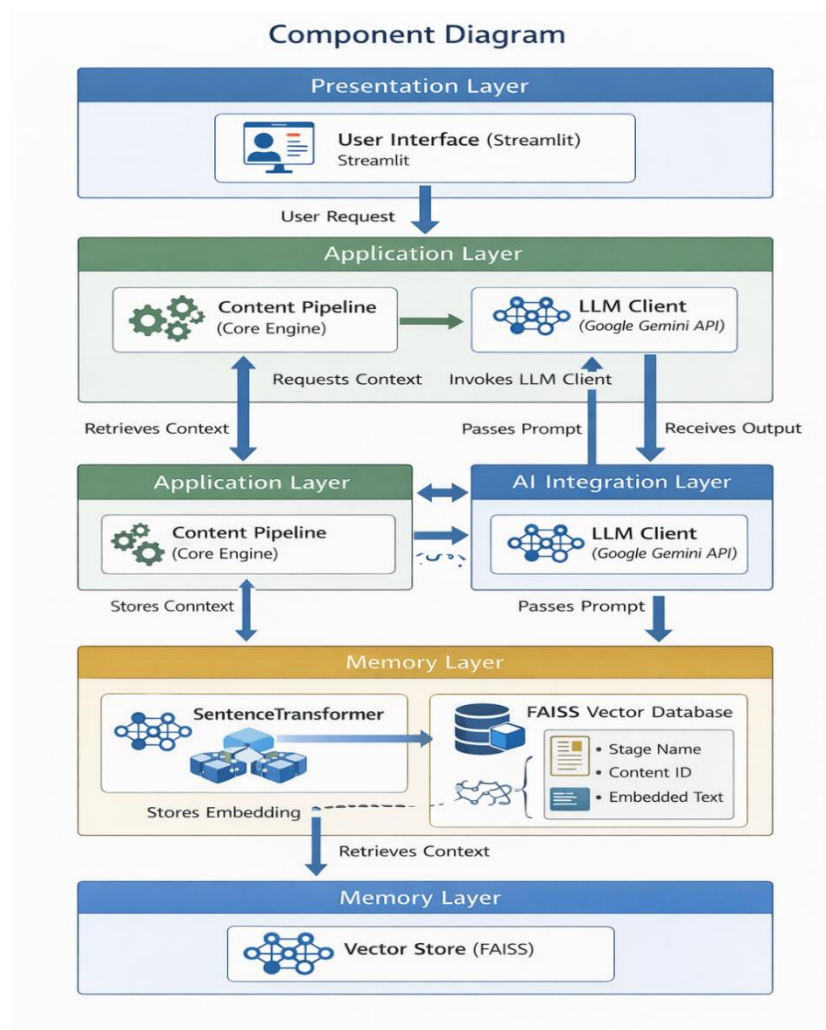 Component Diagram
Presentation Layer
User Interface (Streamlit)
Streamlit
User Request
Application Layer
Content Pipeline
(Core Engine)
LLM Client
(Google Gemini API)
Requests Context
Invokes LLM Client
Retrieves Context
Passes Prompt
Receives Output
Application Layer
AI Integration Layer
Content Pipeline
(Core Engine)
LLM Client
(Google Gemini API)
Stores Conntext
Passes Prompt
Memory Layer
SentenceTransformer
FAISS Vector Database
• Stage Name
• Content ID
• Embedded Text
Stores Embedding
Retrieves Context
Memory Layer
Vector Store (FAISS)